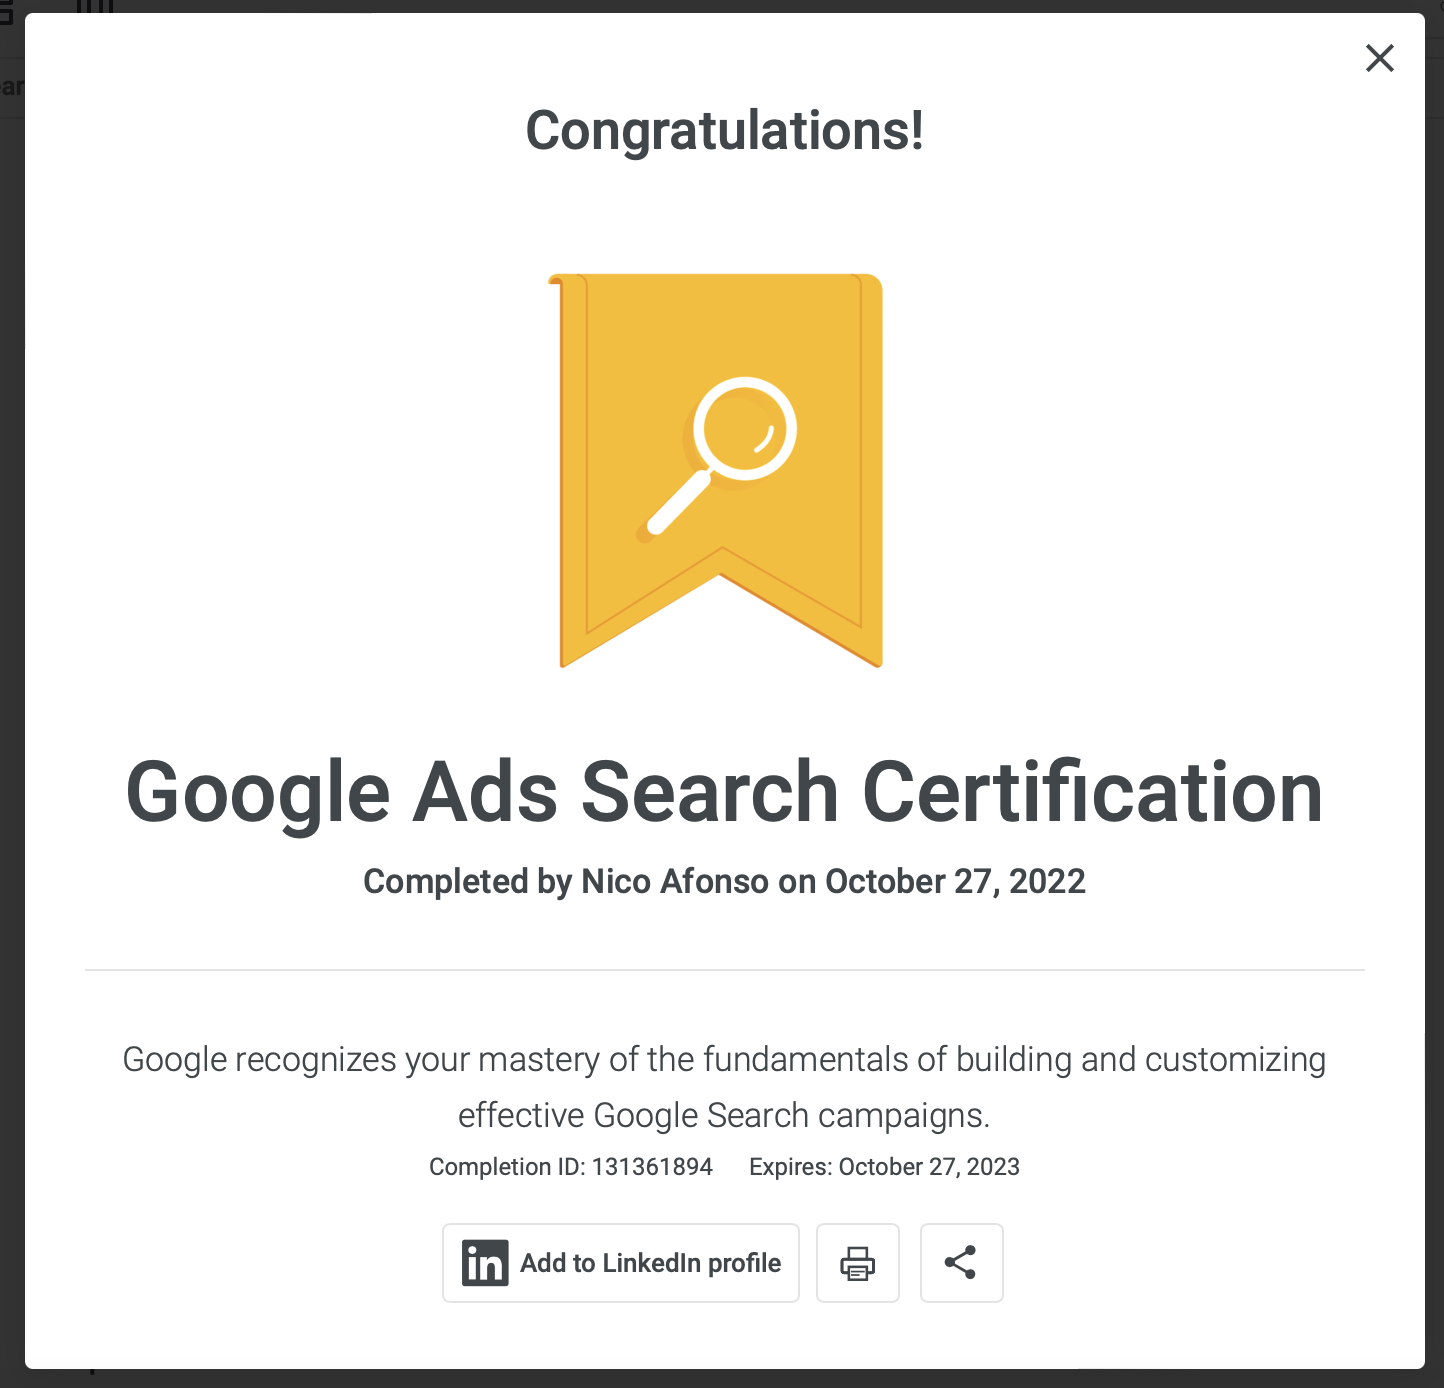 Congratulations!
Google Ads Search Certification
Completed by Nico Afonso on October 27, 2022
Google recognizes your mastery of the fundamentals of building and customizing
effective Google Search campaigns.
Completion ID: 131361894 Expires: October 27, 2023
in Add to LinkedIn profile